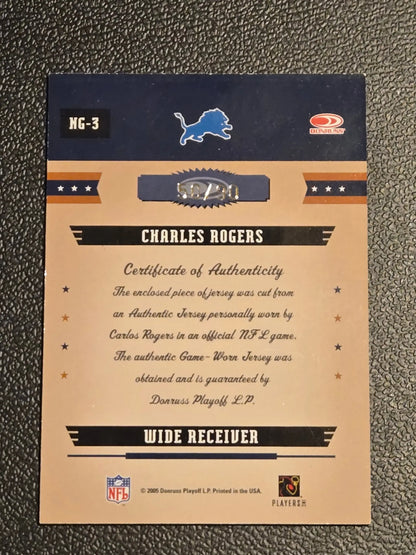 NG-3
DONRUSS
CHARLES ROGERS
Certificate of Authenticity
The enclosed piece of jersey was cut from
an Authentic Jersey personally worn by
Carlos Rogers in an official NFL game.
The authentic Game-Worn Jersey was
obtained and is guaranteed by
Donruss Playoff L.P.
WIDE RECEIVER
NFL
© 2005 Donruss Playoff L.P. Printed in the USA.
PLAYERS INC